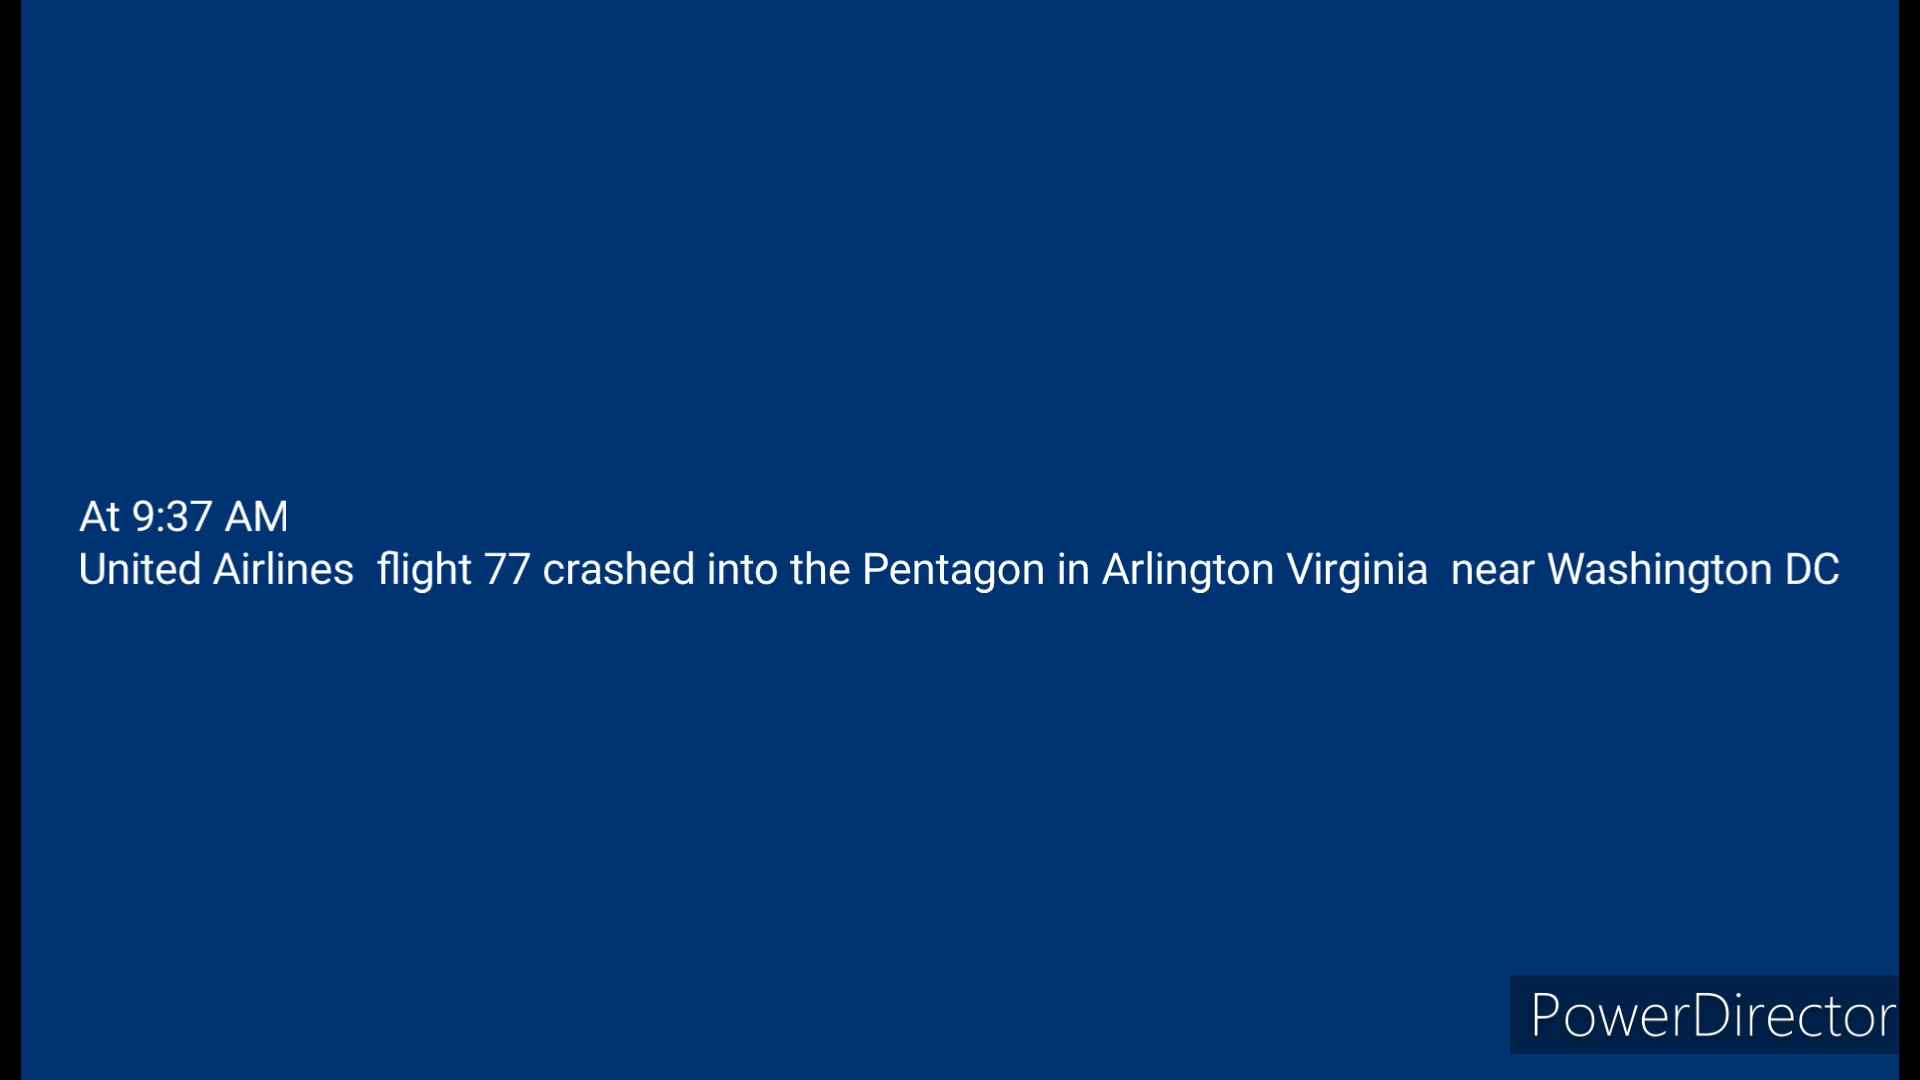 At 9:37 AM
United Airlines  flight 77 crashed into the Pentagon in Arlington Virginia  near Washington DC
PowerDirector